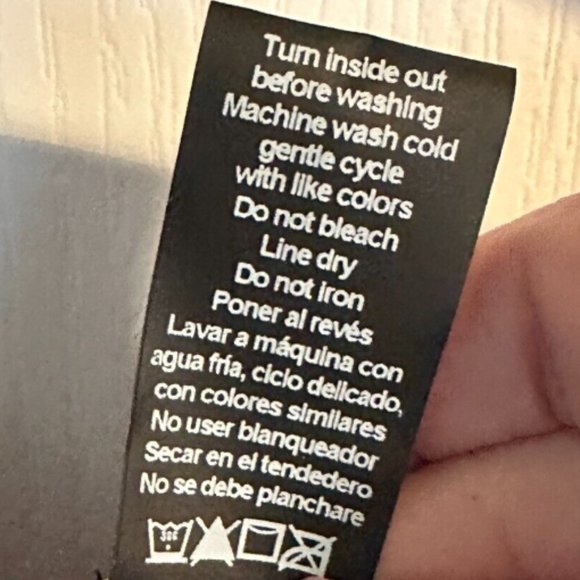 Turn inside out
before washing
Machine wash cold
gentle cycle
with like colors
Do not bleach
Line dry
Do not iron
Poner al revés
Lavar a máquina con
agua fría, ciclo delicado,
con colores similares
No user blanqueador
Secar en el tendedero
No se debe planchare